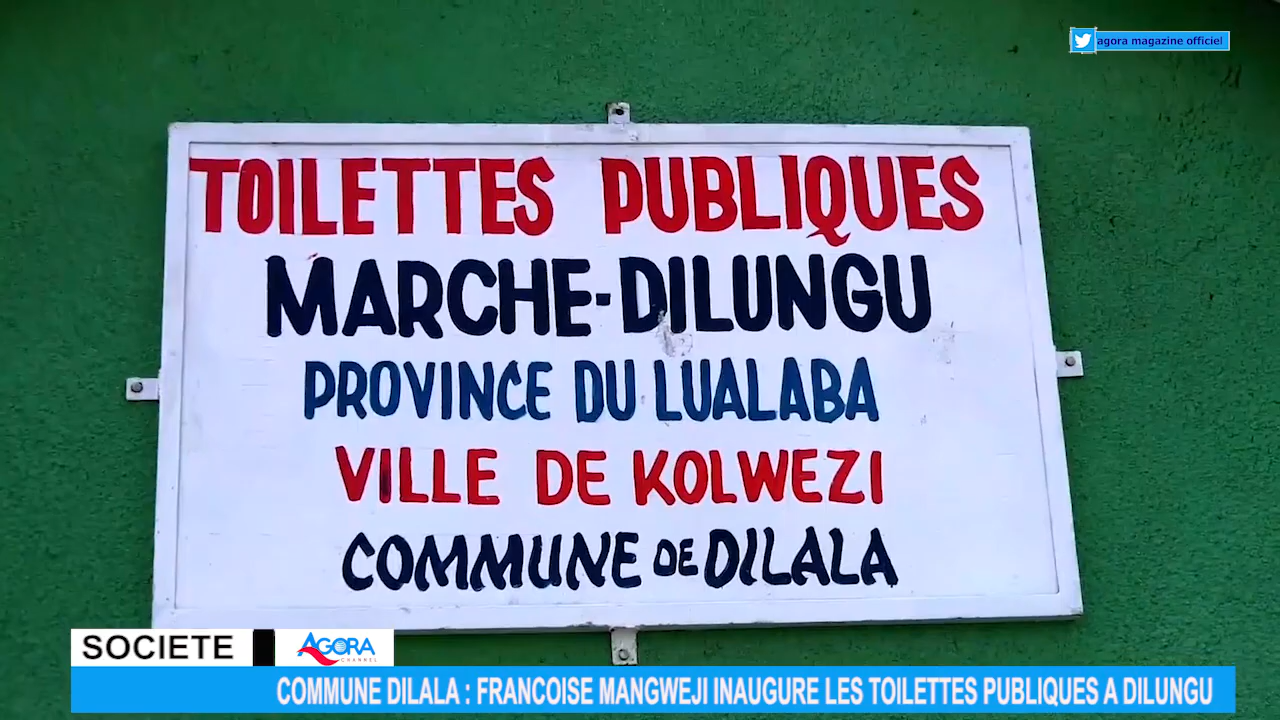 agora magazine officiel
TOILETTES PUBLIQUES
MARCHE-DILUNGU
PROVINCE DU LUALABA
VILLE DE KOLWEZI
COMMUNE DE DILALA
SOCIETE
AGORA
CHANNEL
COMMUNE DILALA : FRANCOISE MANGWEJI INAUGURE LES TOILETTES PUBLIQUES A DILUNGU